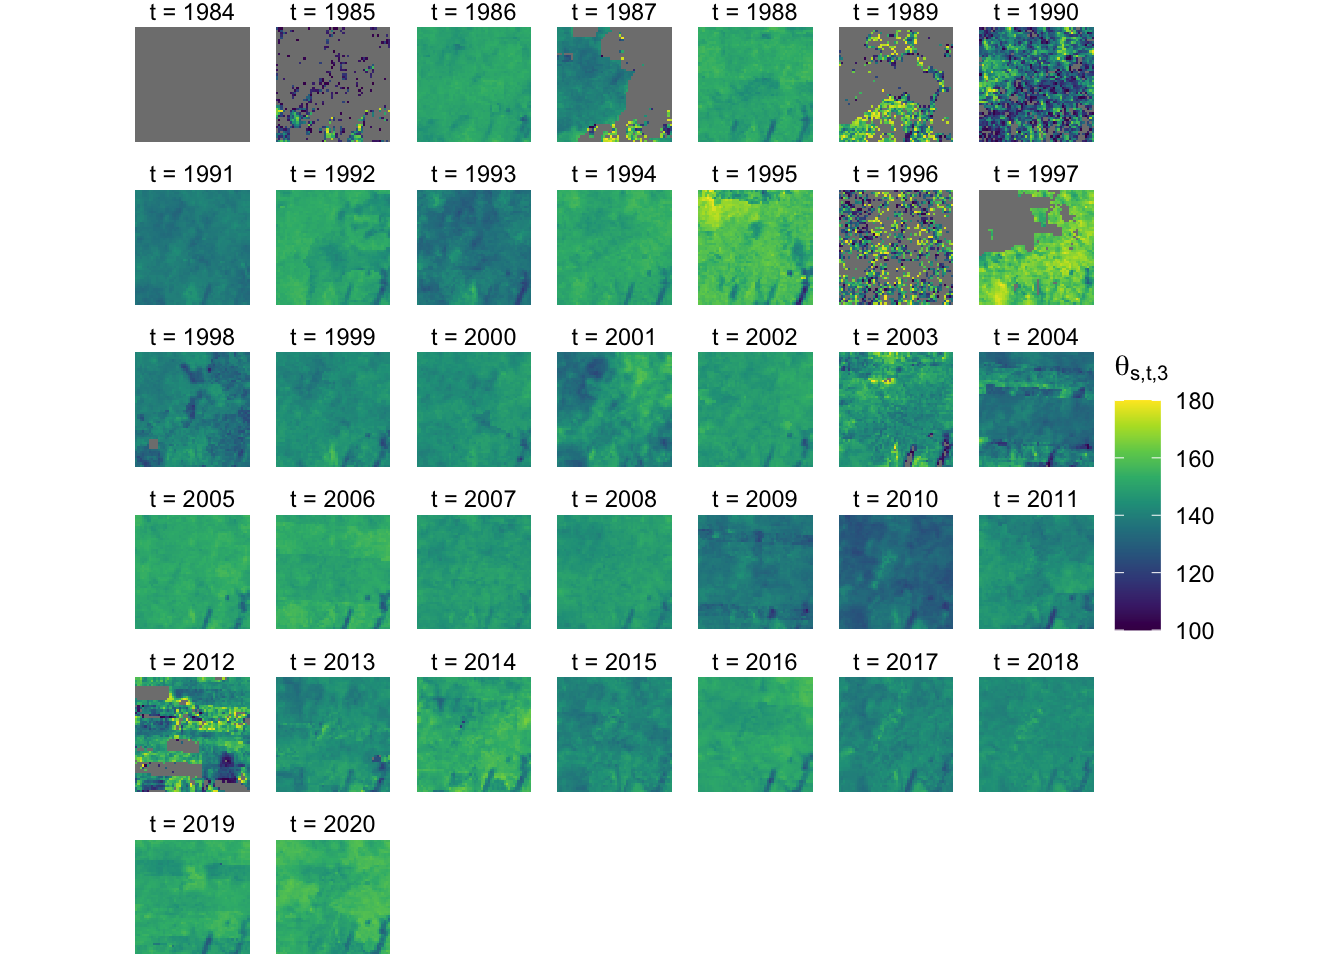 t = 1984 t = 1985 t = 1986 t = 1987 t = 1988 t = 1989 t = 1990
t = 1991 t = 1992 t = 1993 t = 1994 t = 1995 t = 1996 t = 1997
t = 1998 t = 1999 t = 2000 t = 2001 t = 2002 t = 2003 t = 2004
θs,t,3
180
160
140
120
100
t = 2005 t = 2006 t = 2007 t = 2008 t = 2009 t = 2010 t = 2011
t = 2012 t = 2013 t = 2014 t = 2015 t = 2016 t = 2017 t = 2018
t = 2019 t = 2020